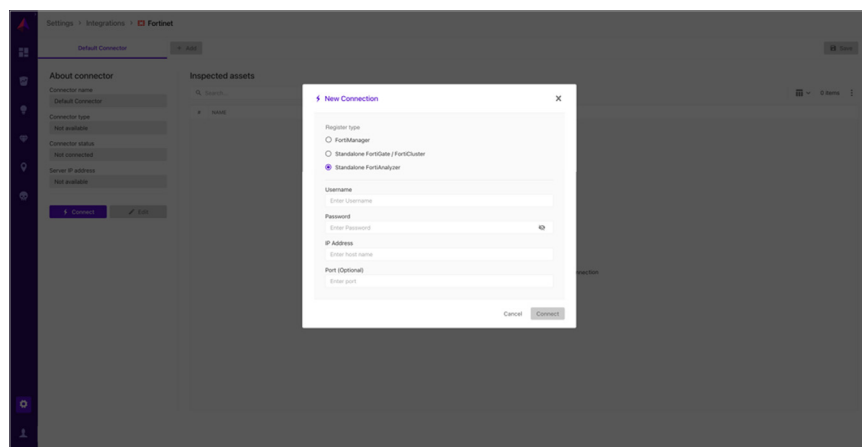 Settings > Integrations > Fortinet
Default Connector
+ Add
Save
About connector
Connector name
Default Connector
Connector type
Not available
Connector status
Not connected
Server IP address
Not available
Connect
Edit
Inspected assets
Search...
0 items
# NAME
New Connection
Register type
FortiManager
Standalone FortiGate / FortiCluster
Standalone FortiAnalyzer
Username
Enter Username
Password
Enter Password
IP Address
Enter host name
Port (Optional)
Enter port
Cancel
Connect